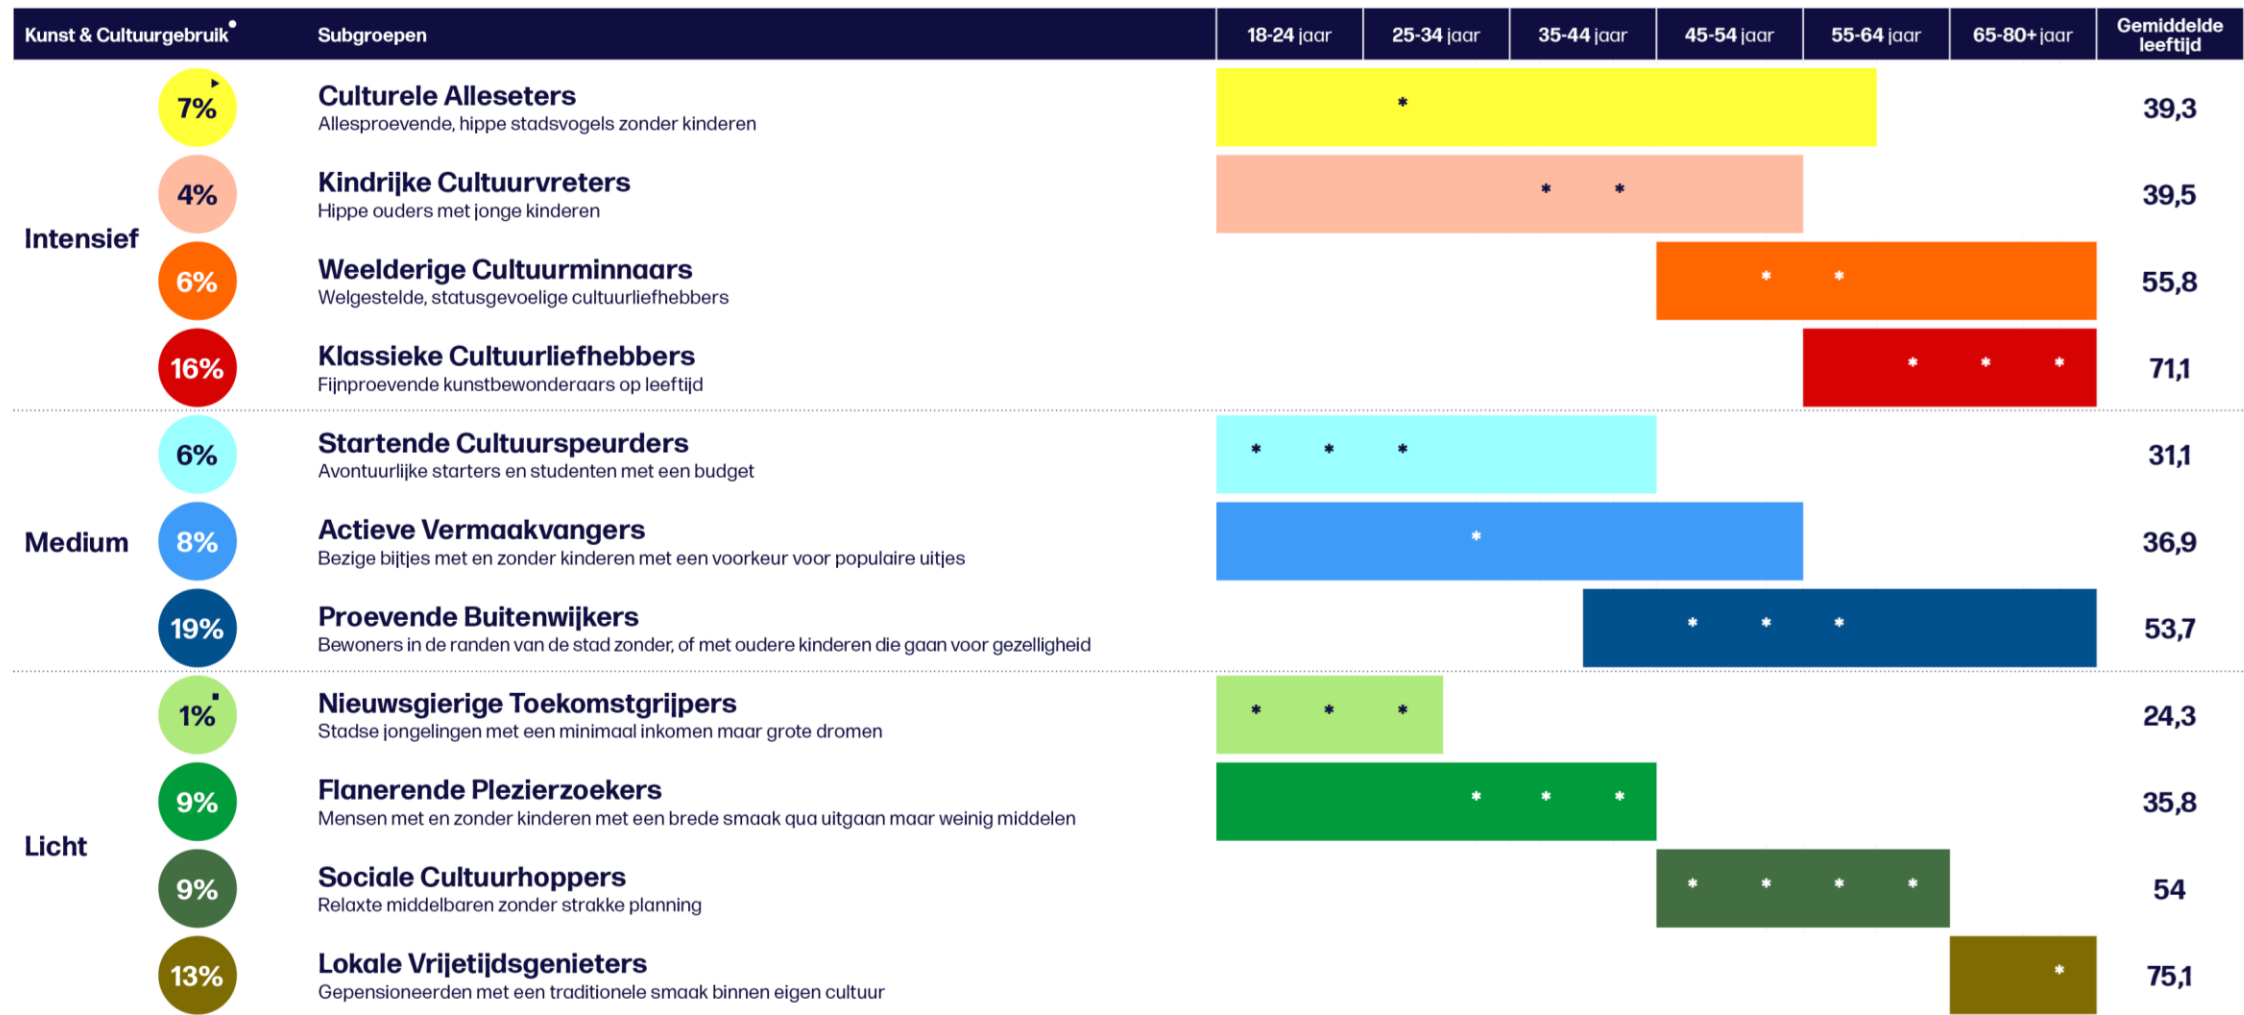 Kunst & Cultuurgebruik•
Subgroepen
18-24 jaar
25-34 jaar
35-44 jaar
45-54 jaar
55-64 jaar
65-80+ jaar
Gemiddelde
leeftijd
Intensief
7%▸
Culturele Alleseters
Allesproevende, hippe stadsvogels zonder kinderen
*
39,3
4%
Kindrijke Cultuurvreters
Hippe ouders met jonge kinderen
* *
39,5
6%
Weelderige Cultuurminnaars
Welgestelde, statusgevoelige cultuurliefhebbers
* *
55,8
16%
Klassieke Cultuurliefhebbers
Fijnproevende kunstbewonderaars op leeftijd
* * *
71,1
Medium
6%
Startende Cultuurspeurders
Avontuurlijke starters en studenten met een budget
* * *
31,1
8%
Actieve Vermaakvangers
Bezige bijtjes met en zonder kinderen met een voorkeur voor populaire uitjes
*
36,9
19%
Proevende Buitenwijkers
Bewoners in de randen van de stad zonder, of met oudere kinderen die gaan voor gezelligheid
* * *
53,7
Licht
1%▪
Nieuwsgierige Toekomstgrijpers
Stadse jongelingen met een minimaal inkomen maar grote dromen
* * *
24,3
9%
Flanerende Plezierzoekers
Mensen met en zonder kinderen met een brede smaak qua uitgaan maar weinig middelen
* * *
35,8
9%
Sociale Cultuurhoppers
Relaxte middelbaren zonder strakke planning
* * * *
54
13%
Lokale Vrijetijdsgenieters
Gepensioneerden met een traditionele smaak binnen eigen cultuur
*
75,1